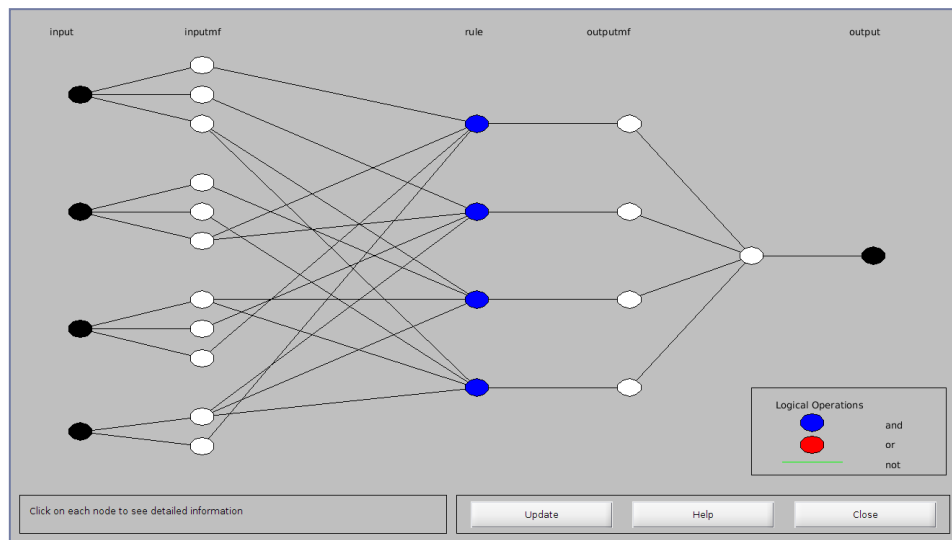 input inputmf rule outputmf output
Logical Operations
and
or
not
Click on each node to see detailed information
Update Help Close